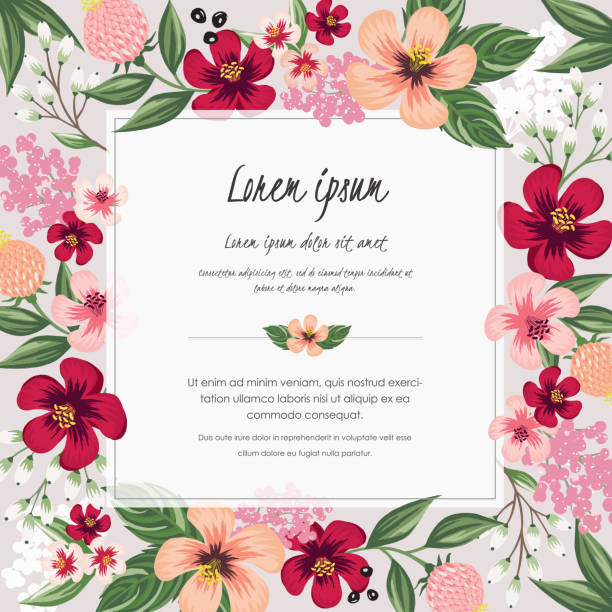 Lorem ipsum
Lorem ipsum dolor sit amet
Consectetur adipisicing elit, sed do eiusmod tempor incididunt ut
labore et dolore magna aliqua.
Ut enim ad minim veniam, quis nostrud exerci-
tation ullamco laboris nisi ut aliquip ex ea
commodo consequat.
Duis aute irure dolor in reprehenderit in voluptate velit
esse cillum dolore eu fugiat nulla pariatur.